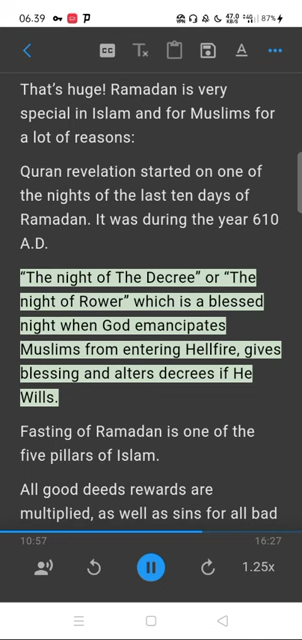 06.39
47.0
KB/S
87%
CC
That's huge! Ramadan is very
special in Islam and for Muslims for
a lot of reasons:
Quran revelation started on one of
the nights of the last ten days of
Ramadan. It was during the year 610
A.D.
“The night of The Decree” or “The
night of Rower” which is a blessed
night when God emancipates
Muslims from entering Hellfire, gives
blessing and alters decrees if He
Wills.
Fasting of Ramadan is one of the
five pillars of Islam.
All good deeds rewards are
multiplied, as well as sins for all bad
10:57
16:27
1.25x